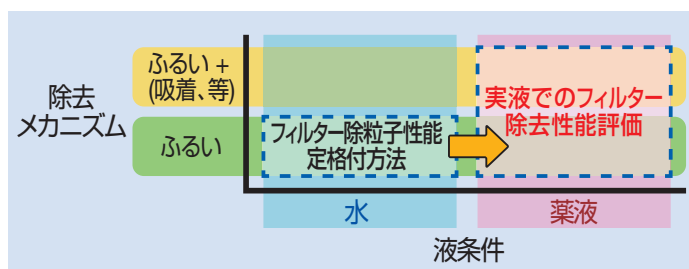 除去
メカニズム
ふるい +
(吸着、等)
ふるい
フィルター除粒子性能
定格付方法
実液でのフィルター
除去性能評価
水
薬液
液条件